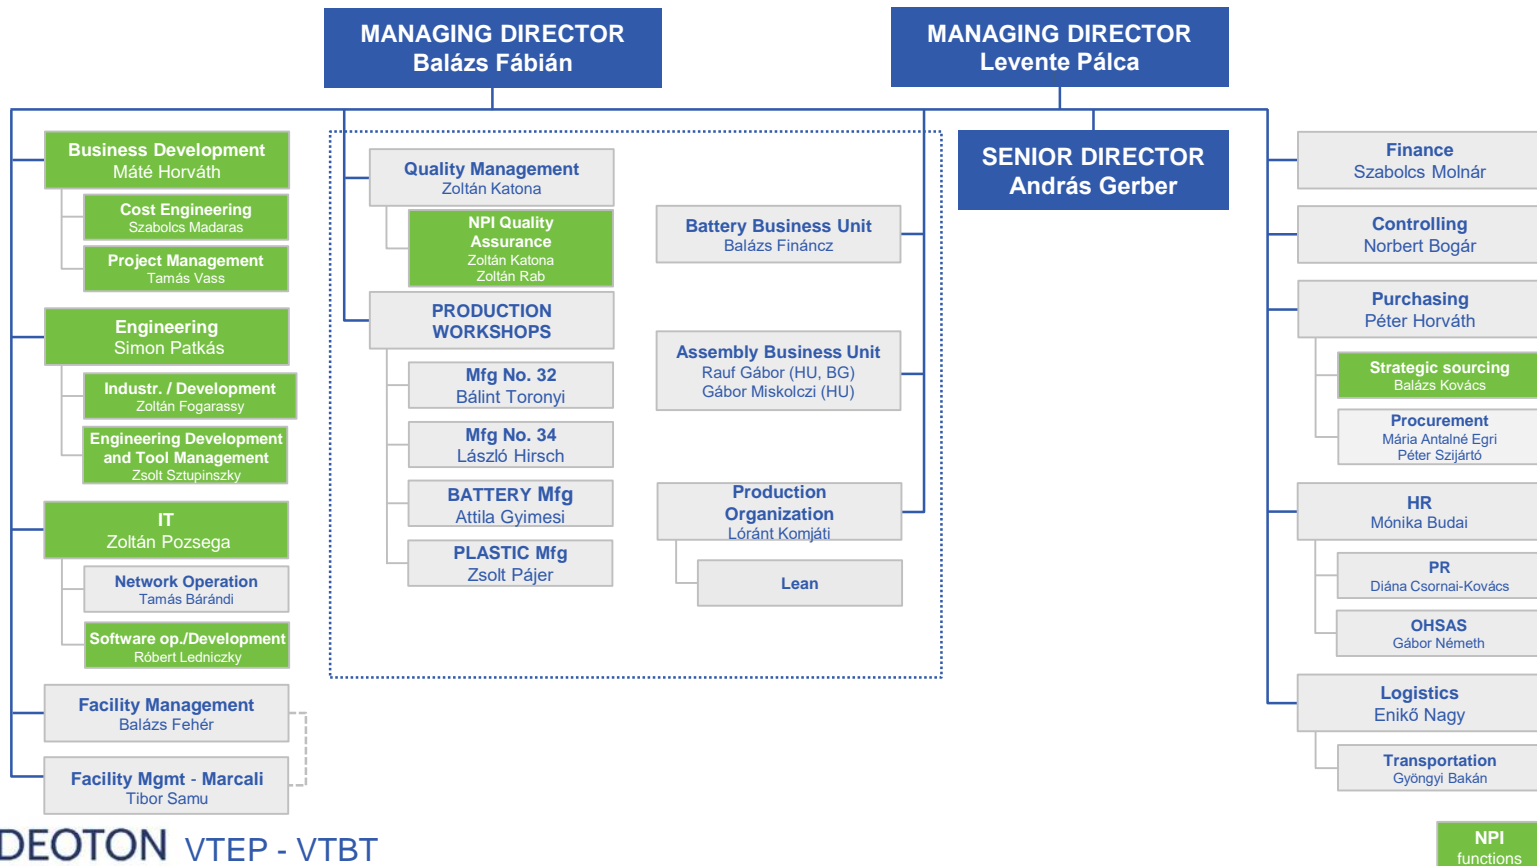 MANAGING DIRECTOR
Balázs Fábián
MANAGING DIRECTOR
Levente Pálca
SENIOR DIRECTOR
András Gerber
Business Development
Máté Horváth
Cost Engineering
Szabolcs Madaras
Project Management
Tamás Vass
Engineering
Simon Patkás
Industr. / Development
Zoltán Fogarassy
Engineering Development
and Tool Management
Zsolt Sztupinszky
IT
Zoltán Pozsega
Network Operation
Tamás Bárándi
Software op./Development
Róbert Ledniczky
Facility Management
Balázs Fehér
Facility Mgmt - Marcali
Tibor Samu
Quality Management
Zoltán Katona
NPI Quality
Assurance
Zoltán Katona
Zoltán Rab
PRODUCTION
WORKSHOPS
Mfg No. 32
Bálint Toronyi
Mfg No. 34
László Hirsch
BATTERY Mfg
Attila Gyimesi
PLASTIC Mfg
Zsolt Pájer
Battery Business Unit
Balázs Fináncz
Assembly Business Unit
Rauf Gábor (HU, BG)
Gábor Miskolczi (HU)
Production
Organization
Lóránt Komjáti
Lean
Finance
Szabolcs Molnár
Controlling
Norbert Bogár
Purchasing
Péter Horváth
Strategic sourcing
Balázs Kovács
Procurement
Mária Antalné Egri
Péter Szijártó
HR
Mónika Budai
PR
Diána Csornai-Kovács
OHSAS
Gábor Németh
Logistics
Enikő Nagy
Transportation
Gyöngyi Bakán
DEOTON VTEP - VTBT
NPI
functions